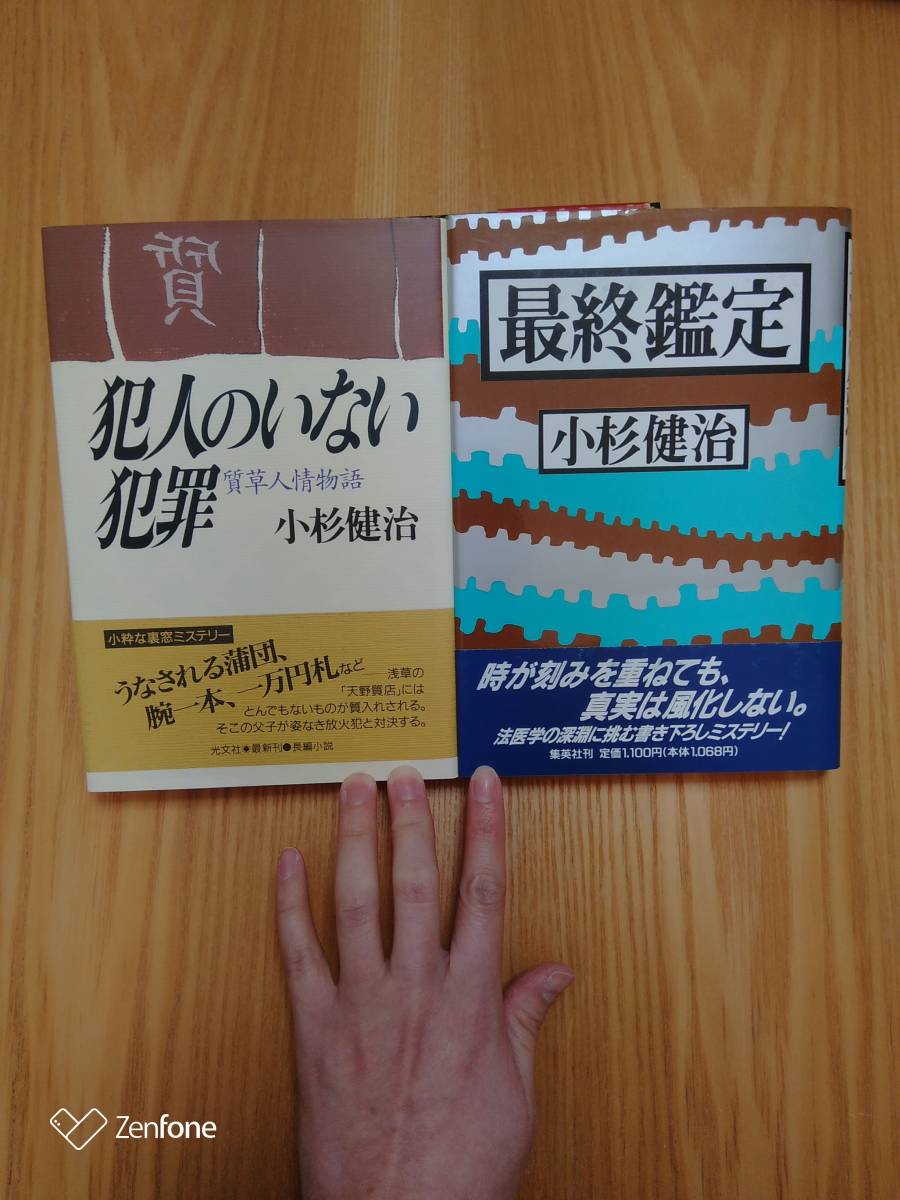 質
犯人のいない
犯罪
質草人情物語
小杉健治
小粋な裏窓ミステリー
うなされる蒲団、
腕一本、一万円札など——浅草の
「天野質店」には
とんでもないものが質入れされる。
そこの父子が姿なき放火犯と対決する。
光文社●最新刊●長編小説
最終鑑定
小杉健治
時が刻みを重ねても、
真実は風化しない。
法医学の深淵に挑む書き下ろしミステリー!
集英社刊 定価1,100円(本体1,068円)
Zenfone